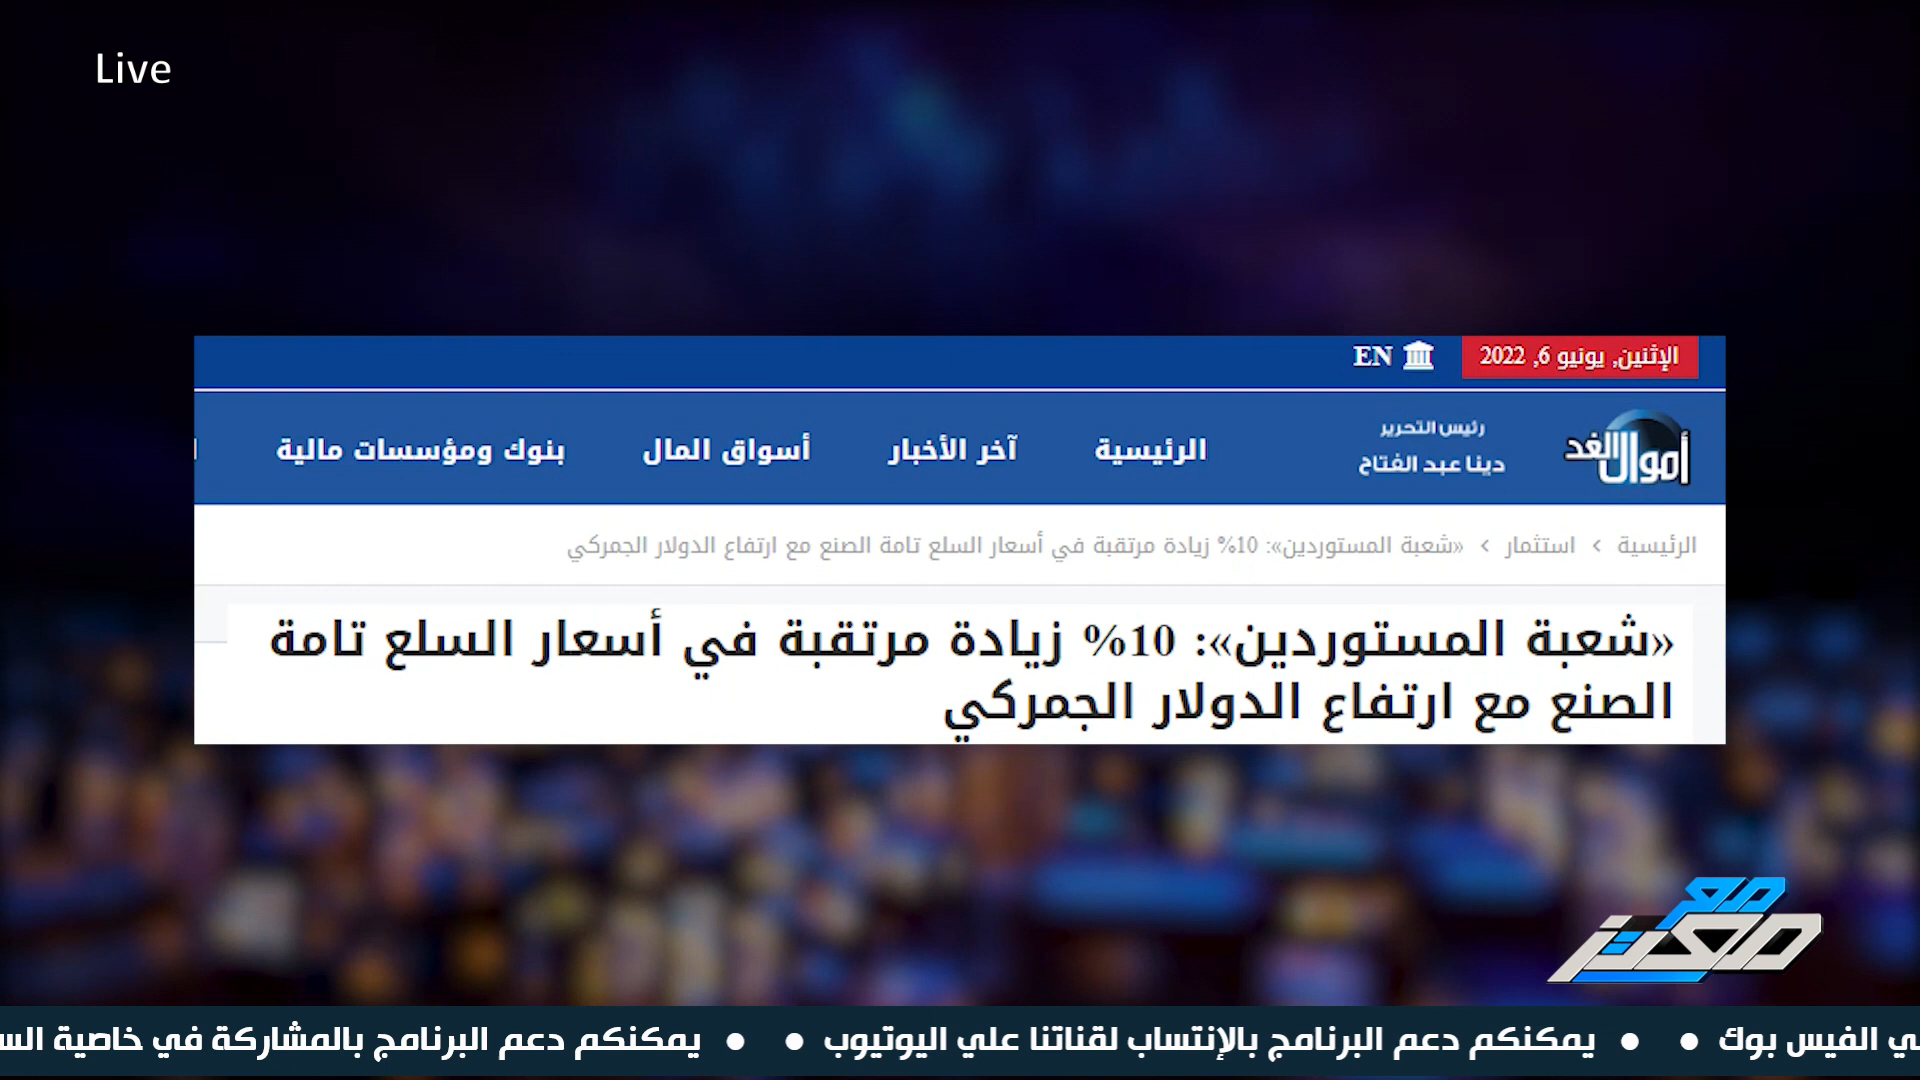 Live
الإثنين, يونيو 6, 2022
EN
أموال الغد
رئيس التحرير
دينا عبد الفتاح
الرئيسية
آخر الأخبار
أسواق المال
بنوك ومؤسسات مالية
الرئيسية › استثمار › «شعبة المستوردين»: 10% زيادة مرتقبة في أسعار السلع تامة الصنع مع ارتفاع الدولار الجمركي
«شعبة المستوردين»: 10% زيادة مرتقبة في أسعار السلع تامة
الصنع مع ارتفاع الدولار الجمركي
مع
معتز
الفيس بوك ● ● يمكنكم دعم البرنامج بالإنتساب لقناتنا علي اليوتيوب ● ● يمكنكم دعم البرنامج بالمشاركة في خاصية